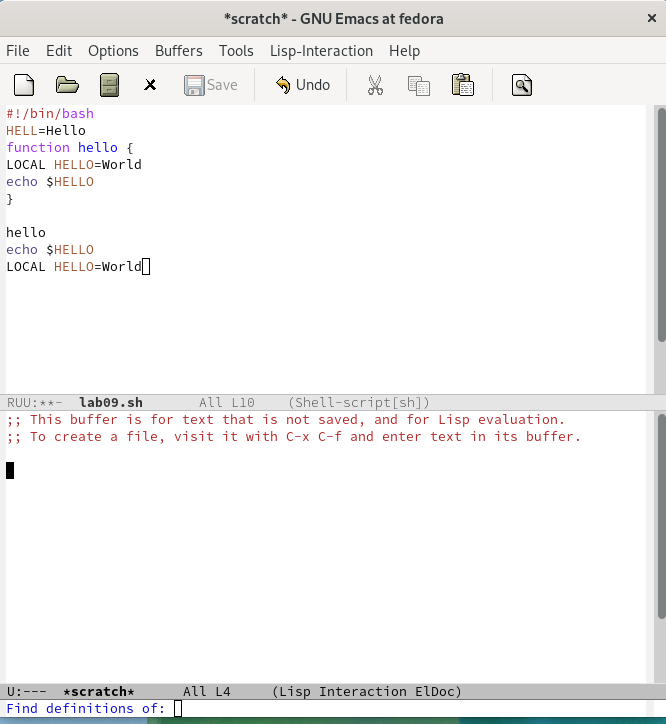 *scratch* - GNU Emacs at fedora
File Edit Options Buffers Tools Lisp-Interaction Help
Save Undo
#!/bin/bash
HELL=Hello
function hello {
LOCAL HELLO=World
echo $HELLO
}
hello
echo $HELLO
LOCAL HELLO=World
RUU:**- lab09.sh All L10 (Shell-script[sh])
;; This buffer is for text that is not saved, and for Lisp evaluation.
;; To create a file, visit it with C-x C-f and enter text in its buffer.
U:--- *scratch* All L4 (Lisp Interaction ElDoc)
Find definitions of: